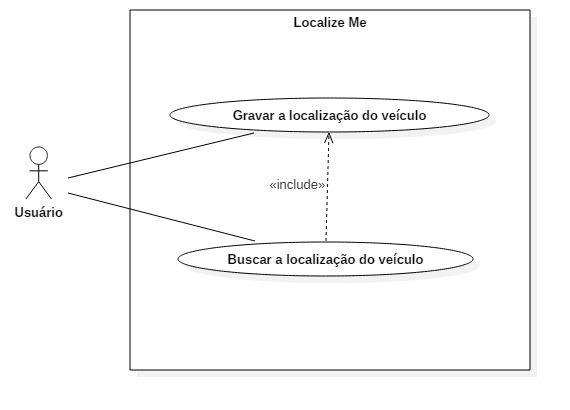 Localize Me
Gravar a localização do veículo
«include»
Usuário
Buscar a localização do veículo